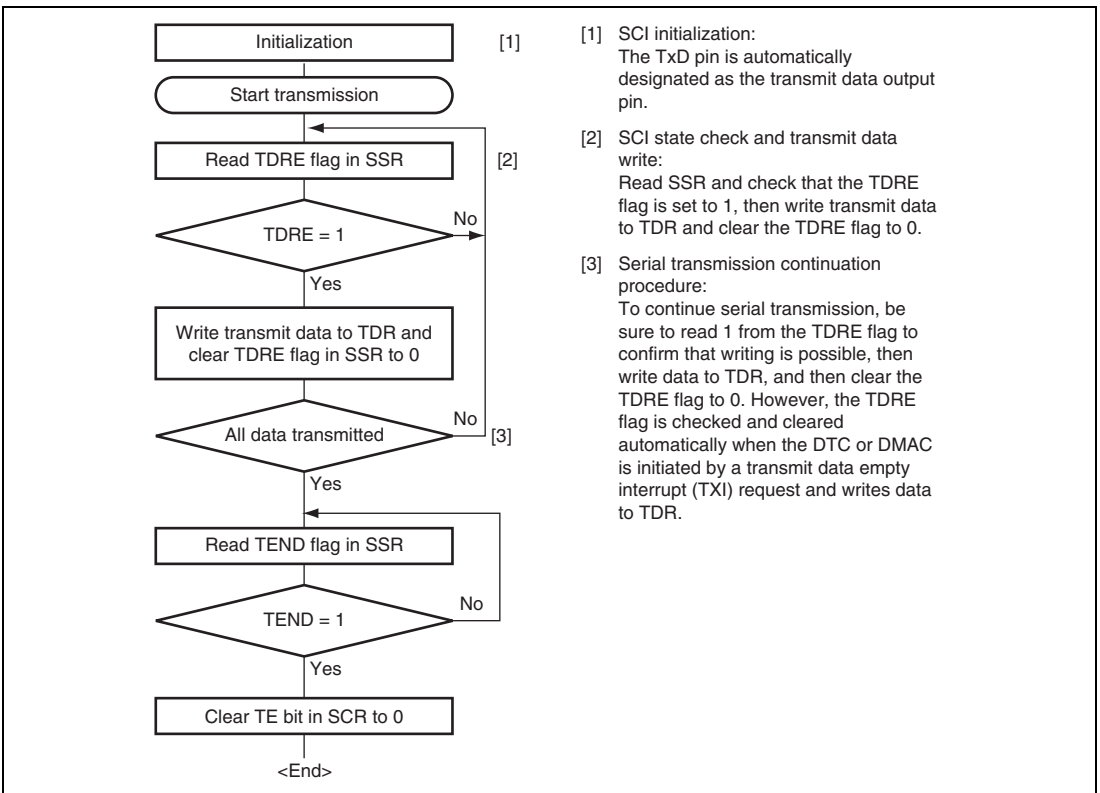 Initialization
[1]
Start transmission
Read TDRE flag in SSR
[2]
No
TDRE = 1
Yes
Write transmit data to TDR and
clear TDRE flag in SSR to 0
No
All data transmitted
[3]
Yes
Read TEND flag in SSR
No
TEND = 1
Yes
Clear TE bit in SCR to 0
<End>
[1] SCI initialization:
The TxD pin is automatically
designated as the transmit data output
pin.
[2] SCI state check and transmit data
write:
Read SSR and check that the TDRE
flag is set to 1, then write transmit data
to TDR and clear the TDRE flag to 0.
[3] Serial transmission continuation
procedure:
To continue serial transmission, be
sure to read 1 from the TDRE flag to
confirm that writing is possible, then
write data to TDR, and then clear the
TDRE flag to 0. However, the TDRE
flag is checked and cleared
automatically when the DTC or DMAC
is initiated by a transmit data empty
interrupt (TXI) request and writes data
to TDR.